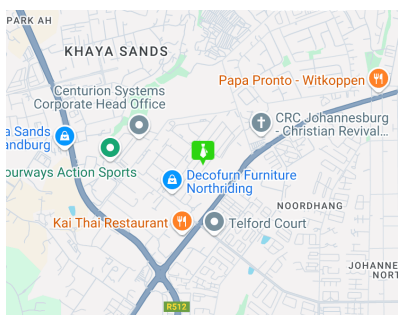 PARK AH
KHAYA SANDS
Papa Pronto - Witkoppen
Centurion Systems
Corporate Head Office
CRC Johannesburg
- Christian Revival...
a Sands
andburg
ourways Action Sports
Decofurn Furniture
Northriding
NOORDHANG
Kai Thai Restaurant
Telford Court
JOHANNE
NORT
R512